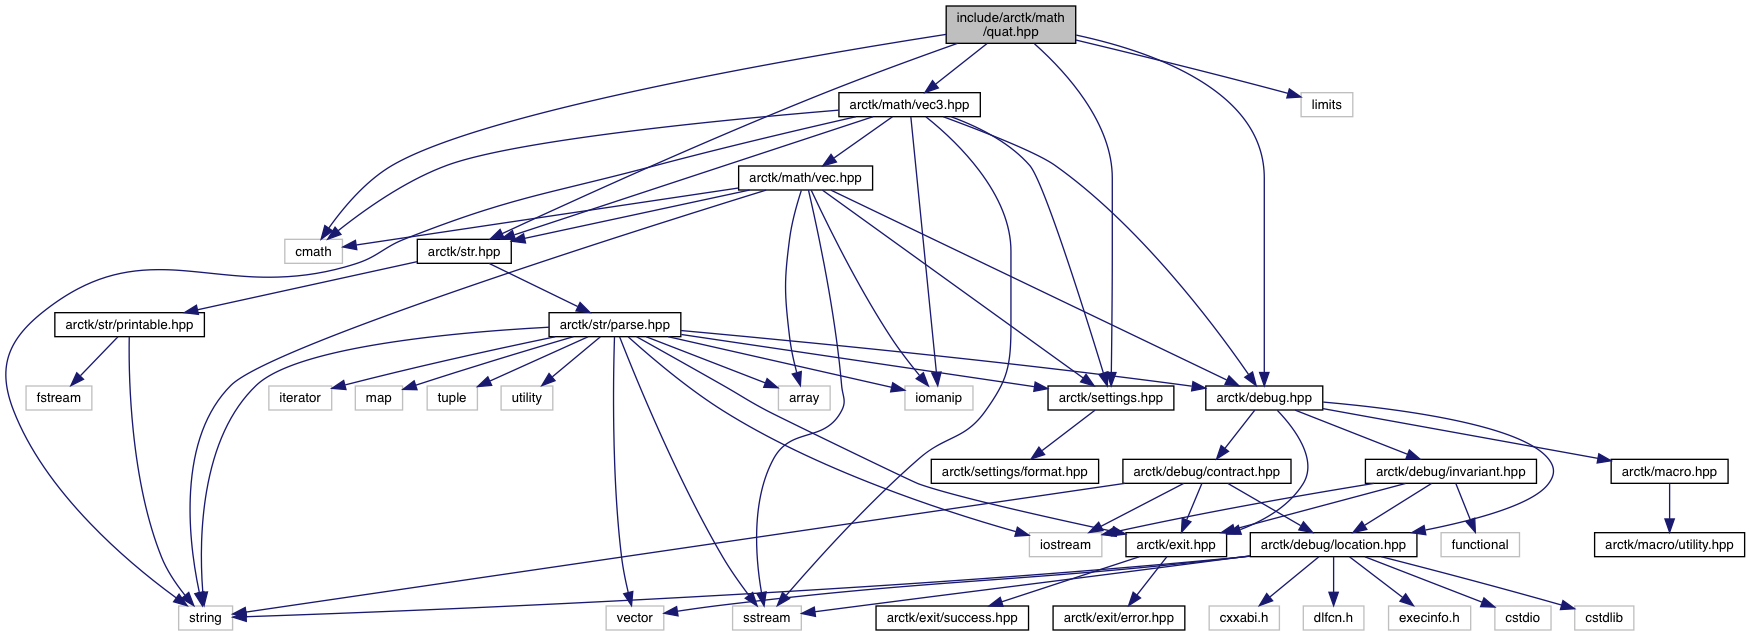 include/arctk/math
/quat.hpp
arctk/math/vec3.hpp
limits
arctk/math/vec.hpp
cmath
arctk/str.hpp
arctk/str/printable.hpp
arctk/str/parse.hpp
fstream
iterator
map
tuple
utility
array
iomanip
arctk/settings.hpp
arctk/debug.hpp
arctk/settings/format.hpp
arctk/debug/contract.hpp
arctk/debug/invariant.hpp
arctk/macro.hpp
iostream
arctk/exit.hpp
arctk/debug/location.hpp
functional
arctk/macro/utility.hpp
string
vector
sstream
arctk/exit/success.hpp
arctk/exit/error.hpp
cxxabi.h
dlfcn.h
execinfo.h
cstdio
cstdlib